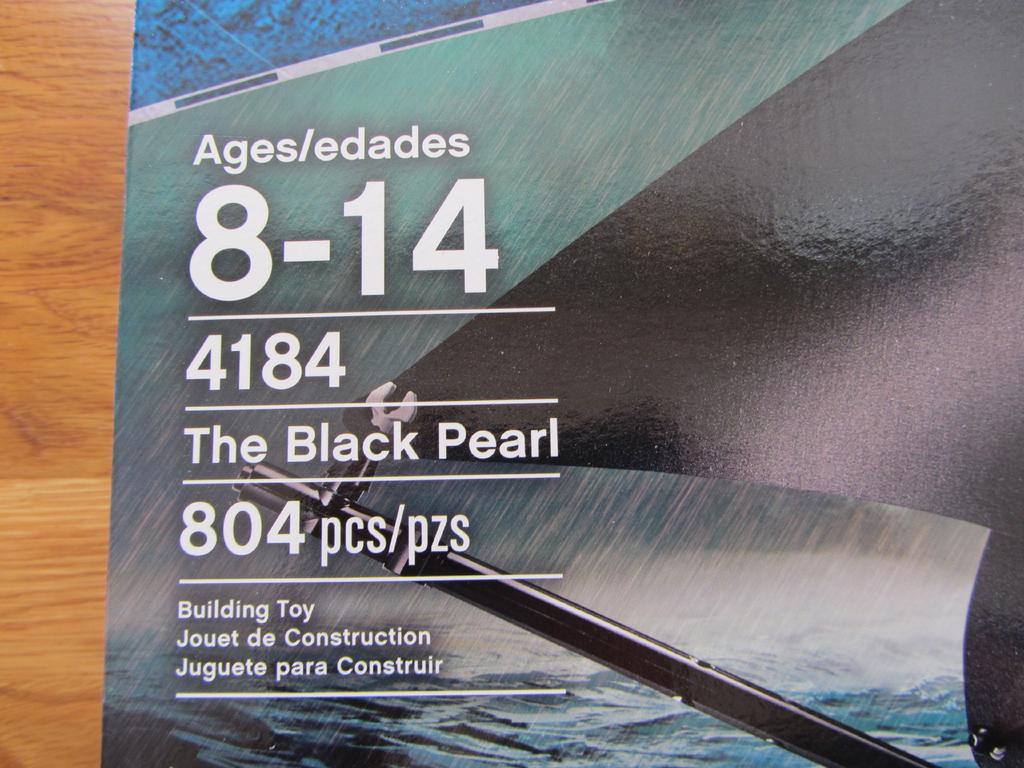 Ages/edades
8-14
4184
The Black Pearl
804 pcs/pzs
Building Toy
Jouet de Construction
Juguete para Construir